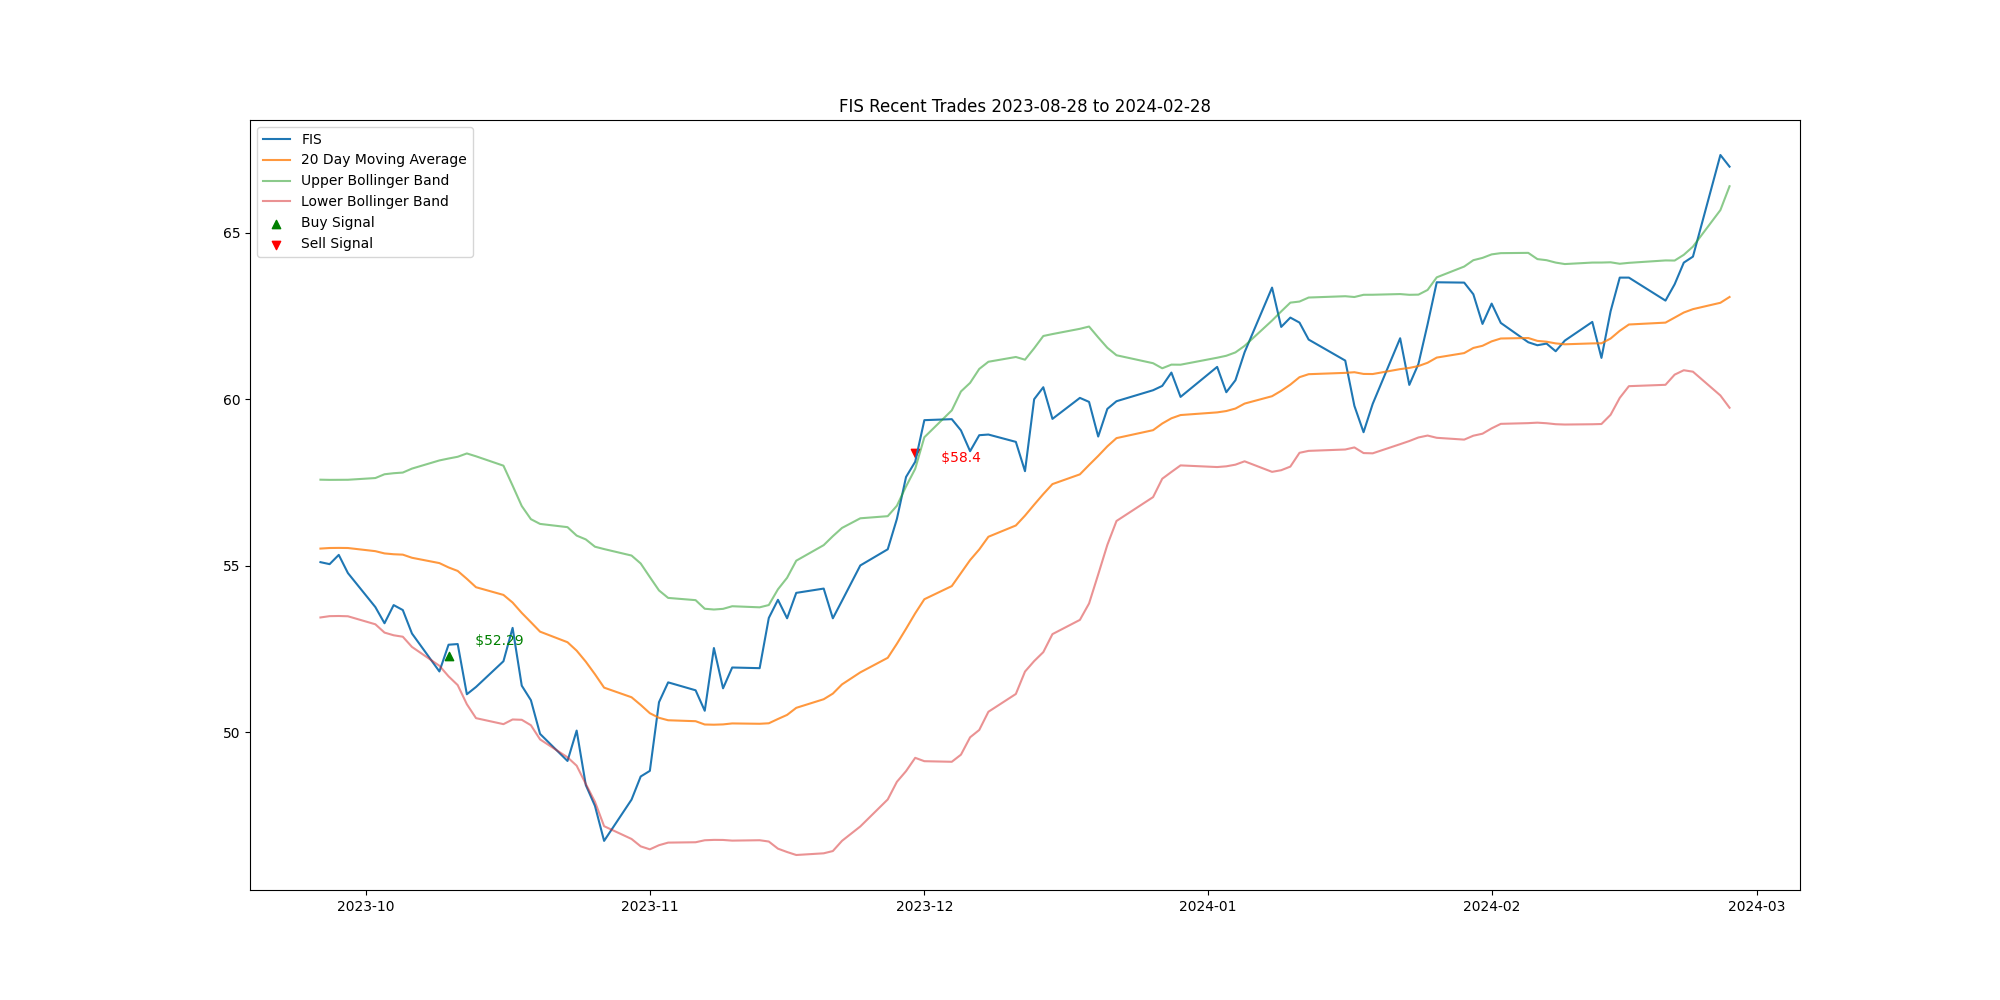 FIS Recent Trades 2023-08-28 to 2024-02-28
FIS
20 Day Moving Average
Upper Bollinger Band
Lower Bollinger Band
Buy Signal
Sell Signal
65
60
55
50
$58.4
$52.29
2023-10
2023-11
2023-12
2024-01
2024-02
2024-03